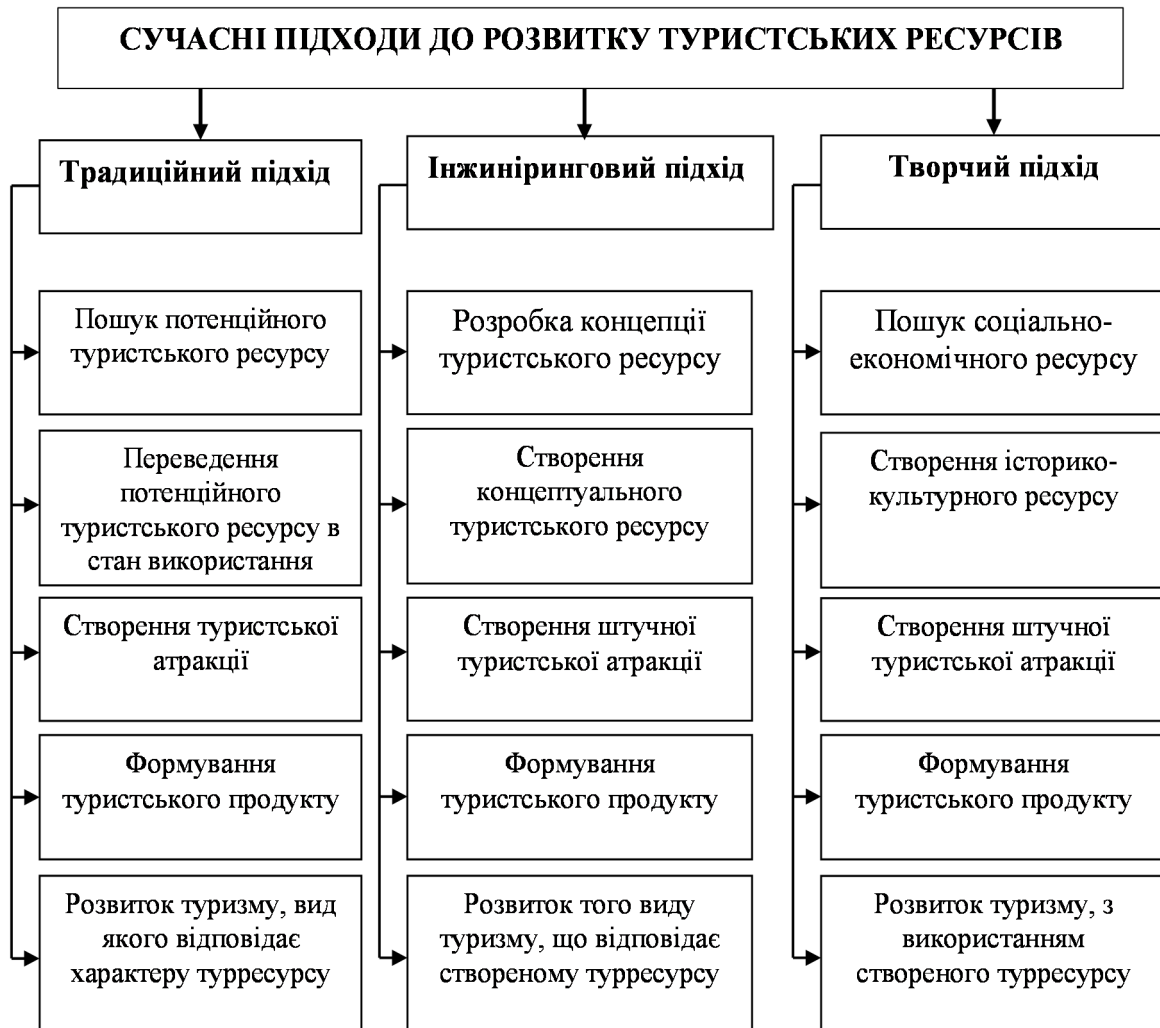 СУЧАСНІ ПІДХОДИ ДО РОЗВИТКУ ТУРИСТСЬКИХ РЕСУРСІВ
Традиційний підхід
Пошук потенційного
туристського ресурсу
Переведення
потенційного
туристського ресурсу в
стан використання
Створення туристської
атракції
Формування
туристського продукту
Розвиток туризму, вид
якого відповідає
характеру турресурсу
Інжиніринговий підхід
Розробка концепції
туристського ресурсу
Створення
концептуального
туристського ресурсу
Створення штучної
туристської атракції
Формування
туристського продукту
Розвиток того виду
туризму, що відповідає
створеному турресурсу
Творчий підхід
Пошук соціально-
економічного ресурсу
Створення історико-
культурного ресурсу
Створення штучної
туристської атракції
Формування
туристського продукту
Розвиток туризму, з
використанням
створеного турресурсу